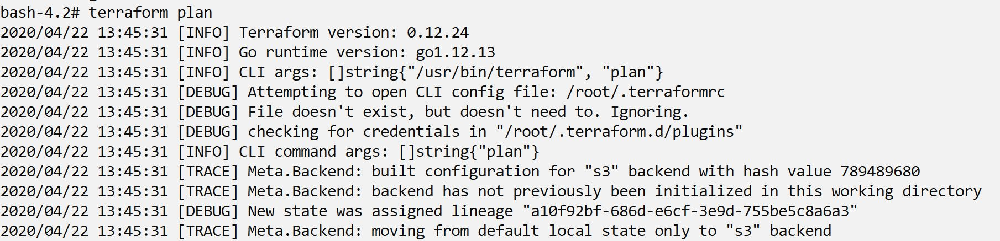 bash-4.2# terraform plan
2020/04/22 13:45:31 [INFO] Terraform version: 0.12.24
2020/04/22 13:45:31 [INFO] Go runtime version: go1.12.13
2020/04/22 13:45:31 [INFO] CLI args: []string{"/usr/bin/terraform", "plan"}
2020/04/22 13:45:31 [DEBUG] Attempting to open CLI config file: /root/.terraformrc
2020/04/22 13:45:31 [DEBUG] File doesn't exist, but doesn't need to. Ignoring.
2020/04/22 13:45:31 [DEBUG] checking for credentials in "/root/.terraform.d/plugins"
2020/04/22 13:45:31 [INFO] CLI command args: []string{"plan"}
2020/04/22 13:45:31 [TRACE] Meta.Backend: built configuration for "s3" backend with hash value 789489680
2020/04/22 13:45:31 [TRACE] Meta.Backend: backend has not previously been initialized in this working directory
2020/04/22 13:45:31 [DEBUG] New state was assigned lineage "a10f92bf-686d-e6cf-3e9d-755be5c8a6a3"
2020/04/22 13:45:31 [TRACE] Meta.Backend: moving from default local state only to "s3" backend